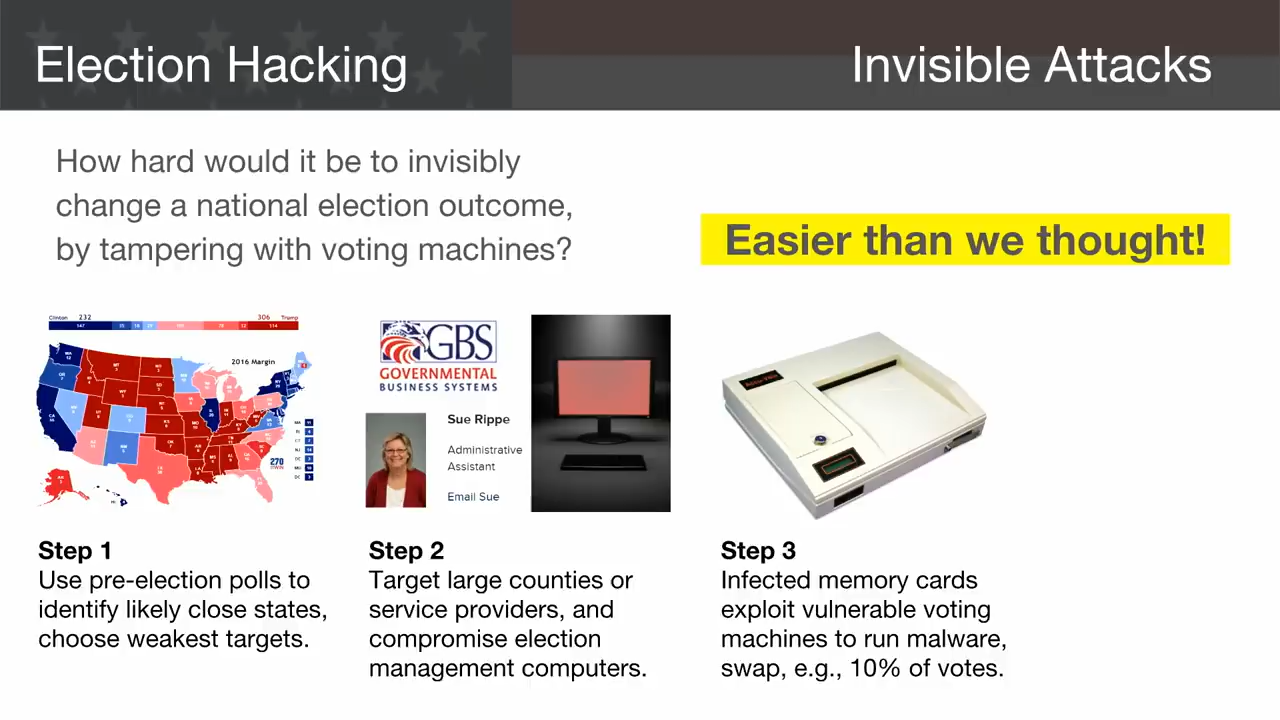 Election Hacking
Invisible Attacks
How hard would it be to invisibly
change a national election outcome,
by tampering with voting machines?
Easier than we thought!
Clinton 232
306 Trump
147
114
2016 Margin
270
GBS
GOVERNMENTAL
BUSINESS SYSTEMS
Sue Rippe
Administrative
Assistant
Email Sue
Step 1
Use pre-election polls to
identify likely close states,
choose weakest targets.
Step 2
Target large counties or
service providers, and
compromise election
management computers.
Step 3
Infected memory cards
exploit vulnerable voting
machines to run malware,
swap, e.g., 10% of votes.